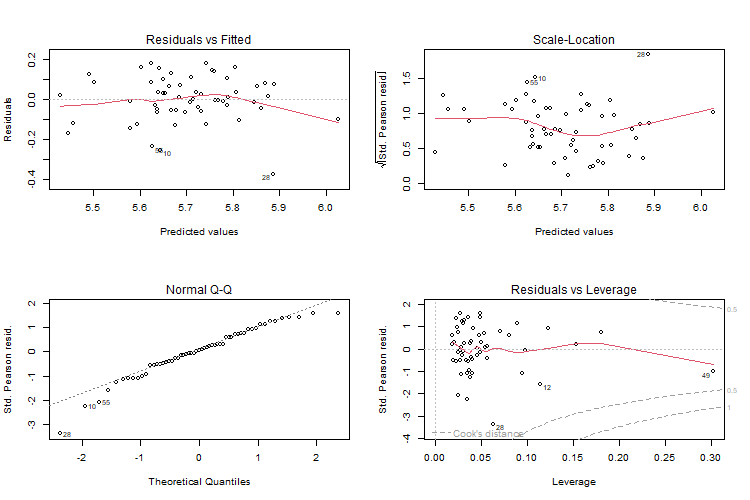 Residuals vs Fitted
Residuals
0.2
0.0
-0.2
-0.4
55
10
28
5.5 5.6 5.7 5.8 5.9 6.0
Predicted values
Scale-Location
√|Std. Pearson resid.|
1.5
1.0
0.5
0.0
28
10
55
5.5 5.6 5.7 5.8 5.9 6.0
Predicted values
Normal Q-Q
Std. Pearson resid.
2
1
0
-1
-2
-3
55
10
28
-2 -1 0 1 2
Theoretical Quantiles
Residuals vs Leverage
Std. Pearson resid.
2
1
0
-1
-2
-3
-4
0.5
49
12
0.5
1
28
Cook's distance
0.00 0.05 0.10 0.15 0.20 0.25 0.30
Leverage